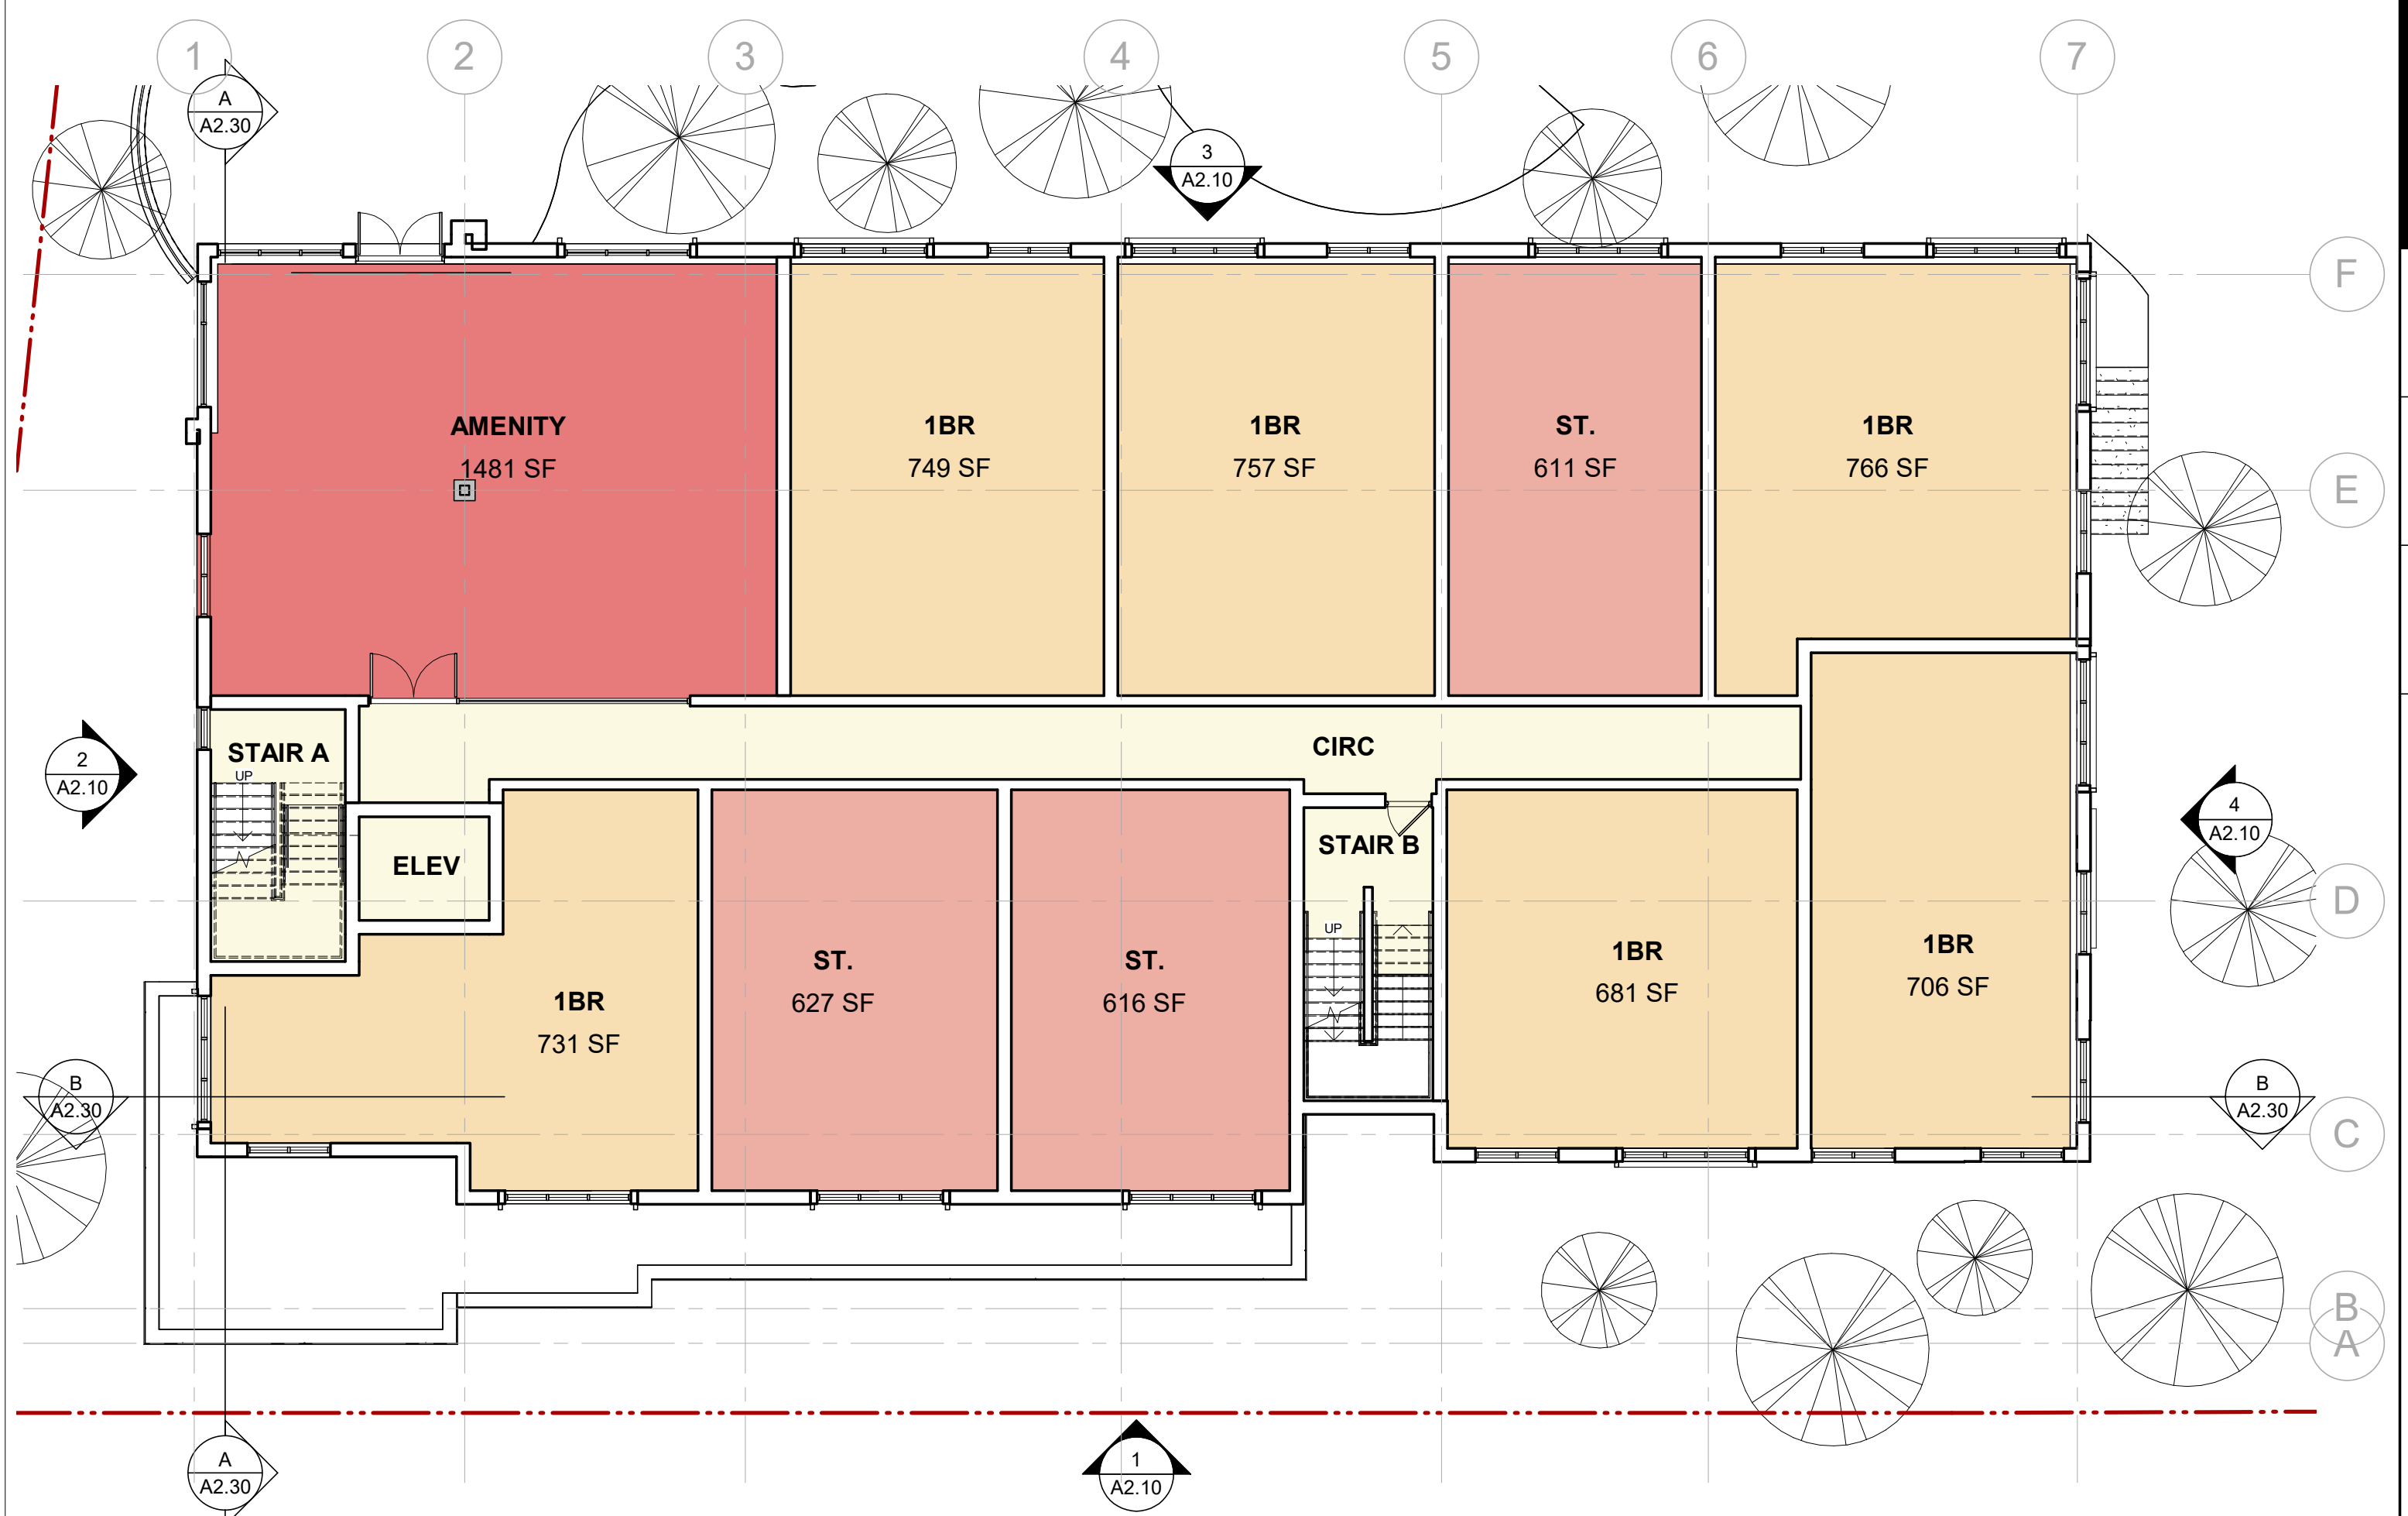 1
2
3
4
5
6
7
A
A2.30
3
A2.10
F
AMENITY
1481 SF
1BR
749 SF
1BR
757 SF
ST.
611 SF
1BR
766 SF
E
STAIR A
UP
CIRC
2
A2.10
4
A2.10
ELEV
STAIR B
UP
D
1BR
731 SF
ST.
627 SF
ST.
616 SF
1BR
681 SF
1BR
706 SF
B
A2.30
B
A2.30
C
B
A
A
A2.30
1
A2.10